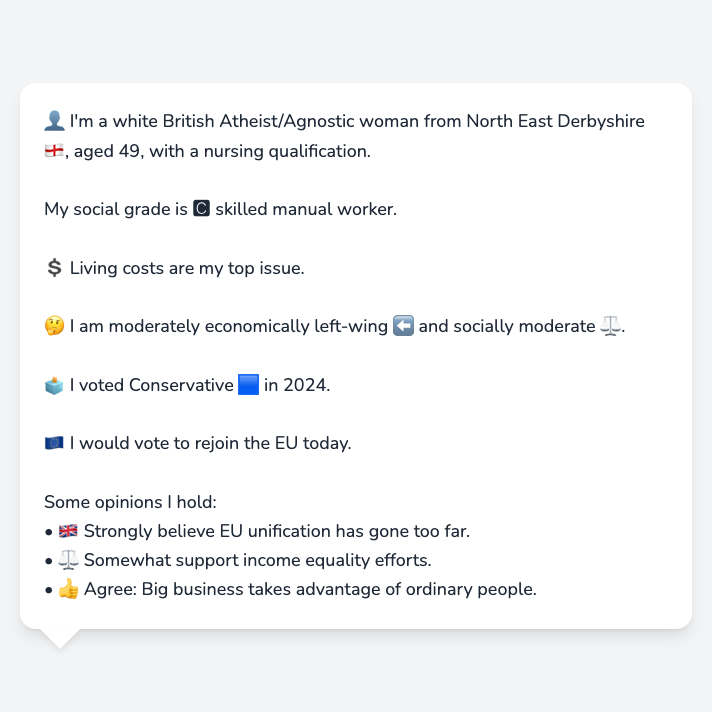 👤 I'm a white British Atheist/Agnostic woman from North East Derbyshire
🏴󠁧󠁢󠁥󠁮󠁧󠁿, aged 49, with a nursing qualification.
My social grade is 🅲 skilled manual worker.
💲 Living costs are my top issue.
🤔 I am moderately economically left-wing ⬅️ and socially moderate ⚖️.
🗳️ I voted Conservative 🟦 in 2024.
🇪🇺 I would vote to rejoin the EU today.
Some opinions I hold:
• 🇬🇧 Strongly believe EU unification has gone too far.
• ⚖️ Somewhat support income equality efforts.
• 👍 Agree: Big business takes advantage of ordinary people.